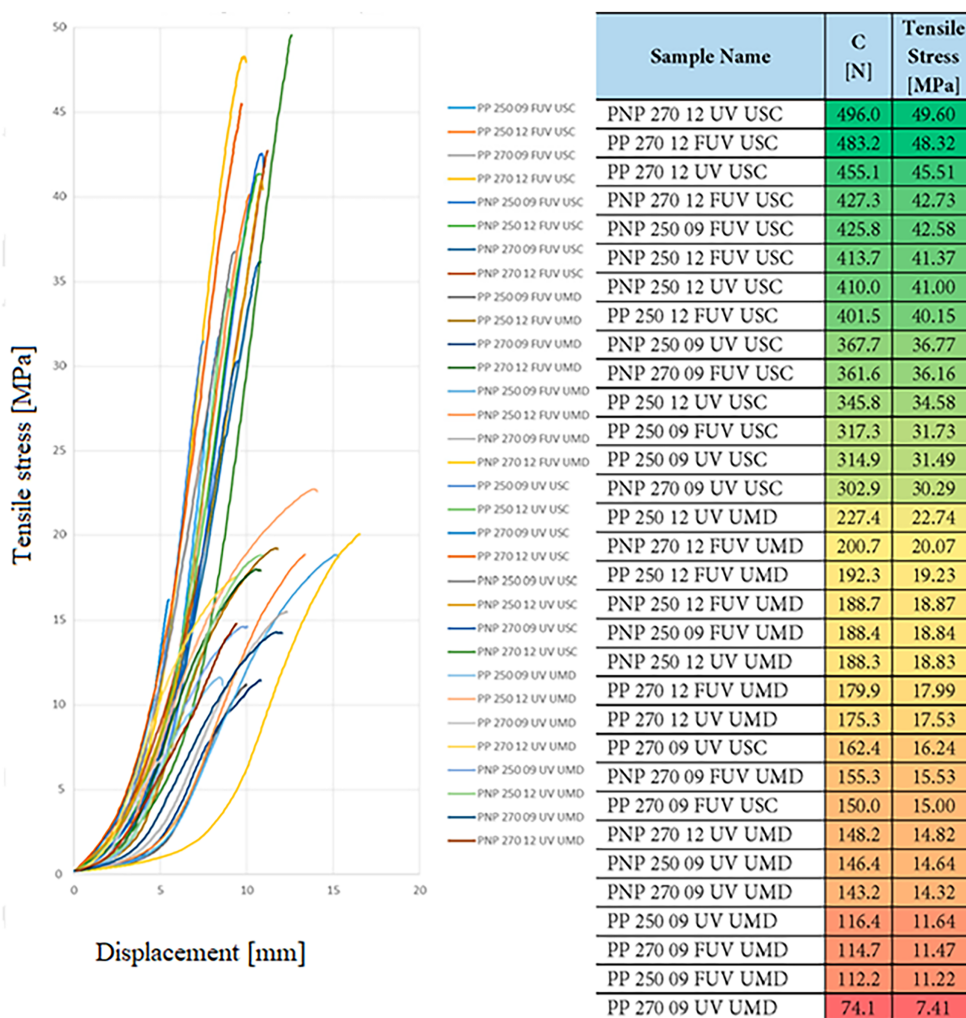 50
45
40
35
30
25
20
15
10
5
0
0 5 10 15 20
Tensile stress [MPa]
Displacement [mm]
PP 250 09 FUV USC
PP 250 12 FUV USC
PP 270 09 FUV USC
PP 270 12 FUV USC
PNP 250 09 FUV USC
PNP 250 12 FUV USC
PNP 270 09 FUV USC
PNP 270 12 FUV USC
PP 250 09 FUV UMD
PP 250 12 FUV UMD
PP 270 09 FUV UMD
PP 270 12 FUV UMD
PNP 250 09 FUV UMD
PNP 250 12 FUV UMD
PNP 270 09 FUV UMD
PNP 270 12 FUV UMD
PP 250 09 UV USC
PP 250 12 UV USC
PP 270 09 UV USC
PP 270 12 UV USC
PNP 250 09 UV USC
PNP 250 12 UV USC
PNP 270 09 UV USC
PNP 270 12 UV USC
PP 250 09 UV UMD
PP 250 12 UV UMD
PP 270 09 UV UMD
PP 270 12 UV UMD
PNP 250 09 UV UMD
PNP 250 12 UV UMD
PNP 270 09 UV UMD
PNP 270 12 UV UMD
Sample Name
C
[N]
Tensile
Stress
[MPa]
PNP 270 12 UV USC 496.0 49.60
PP 270 12 FUV USC 483.2 48.32
PP 270 12 UV USC 455.1 45.51
PNP 270 12 FUV USC 427.3 42.73
PNP 250 09 FUV USC 425.8 42.58
PNP 250 12 FUV USC 413.7 41.37
PNP 250 12 UV USC 410.0 41.00
PP 250 12 FUV USC 401.5 40.15
PNP 250 09 UV USC 367.7 36.77
PNP 270 09 FUV USC 361.6 36.16
PP 250 12 UV USC 345.8 34.58
PP 250 09 FUV USC 317.3 31.73
PP 250 09 UV USC 314.9 31.49
PNP 270 09 UV USC 302.9 30.29
PP 250 12 UV UMD 227.4 22.74
PNP 270 12 FUV UMD 200.7 20.07
PP 250 12 FUV UMD 192.3 19.23
PNP 250 12 FUV UMD 188.7 18.87
PNP 250 09 FUV UMD 188.4 18.84
PNP 250 12 UV UMD 188.3 18.83
PP 270 12 FUV UMD 179.9 17.99
PP 270 12 UV UMD 175.3 17.53
PP 270 09 UV USC 162.4 16.24
PNP 270 09 FUV UMD 155.3 15.53
PP 270 09 FUV USC 150.0 15.00
PNP 270 12 UV UMD 148.2 14.82
PNP 250 09 UV UMD 146.4 14.64
PNP 270 09 UV UMD 143.2 14.32
PP 250 09 UV UMD 116.4 11.64
PP 270 09 FUV UMD 114.7 11.47
PP 250 09 FUV UMD 112.2 11.22
PP 270 09 UV UMD 74.1 7.41